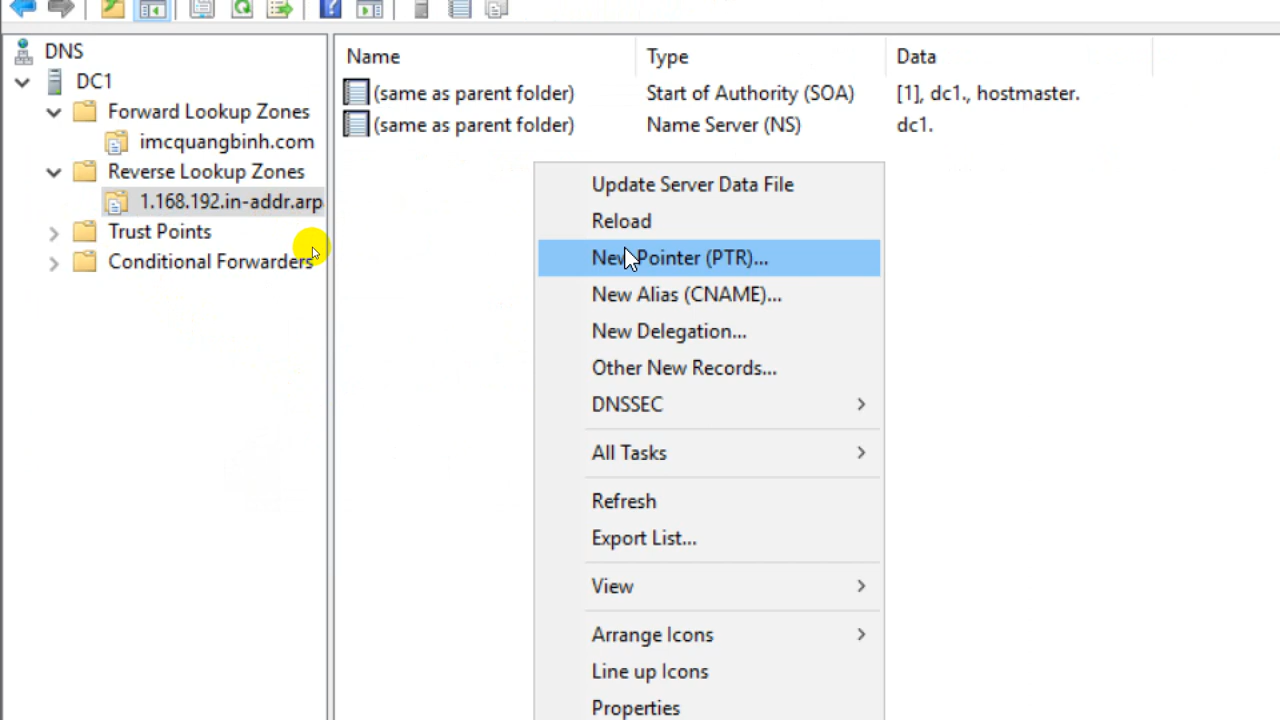 DNS
DC1
Forward Lookup Zones
imcquangbinh.com
Reverse Lookup Zones
1.168.192.in-addr.arp
Trust Points
Conditional Forwarders
Name Type Data
(same as parent folder) Start of Authority (SOA) [1], dc1., hostmaster.
(same as parent folder) Name Server (NS) dc1.
Update Server Data File
Reload
New Pointer (PTR)...
New Alias (CNAME)...
New Delegation...
Other New Records...
DNSSEC
All Tasks
Refresh
Export List...
View
Arrange Icons
Line up Icons
Properties